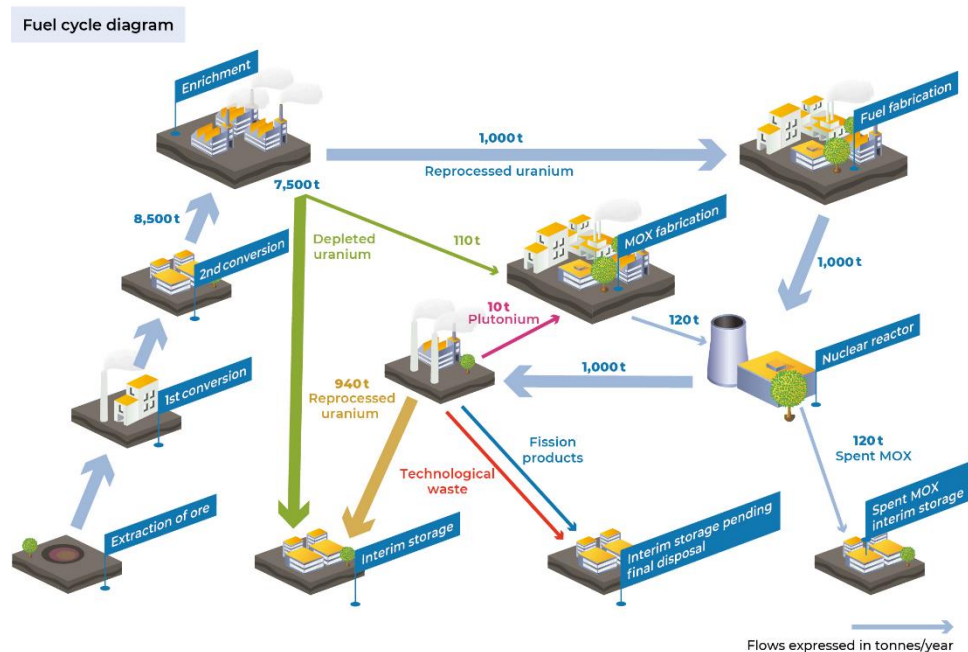 Fuel cycle diagram
Enrichment
1,000 t
Reprocessed uranium
Fuel fabrication
7,500 t
8,500 t
Depleted
uranium
110 t
MOX fabrication
2nd conversion
1,000 t
10 t
Plutonium
120 t
Nuclear reactor
1,000 t
1st conversion
940 t
Reprocessed
uranium
Fission
products
Technological
waste
120 t
Spent MOX
Extraction of ore
Interim storage
Interim storage pending
final disposal
Spent MOX
interim storage
Flows expressed in tonnes/year